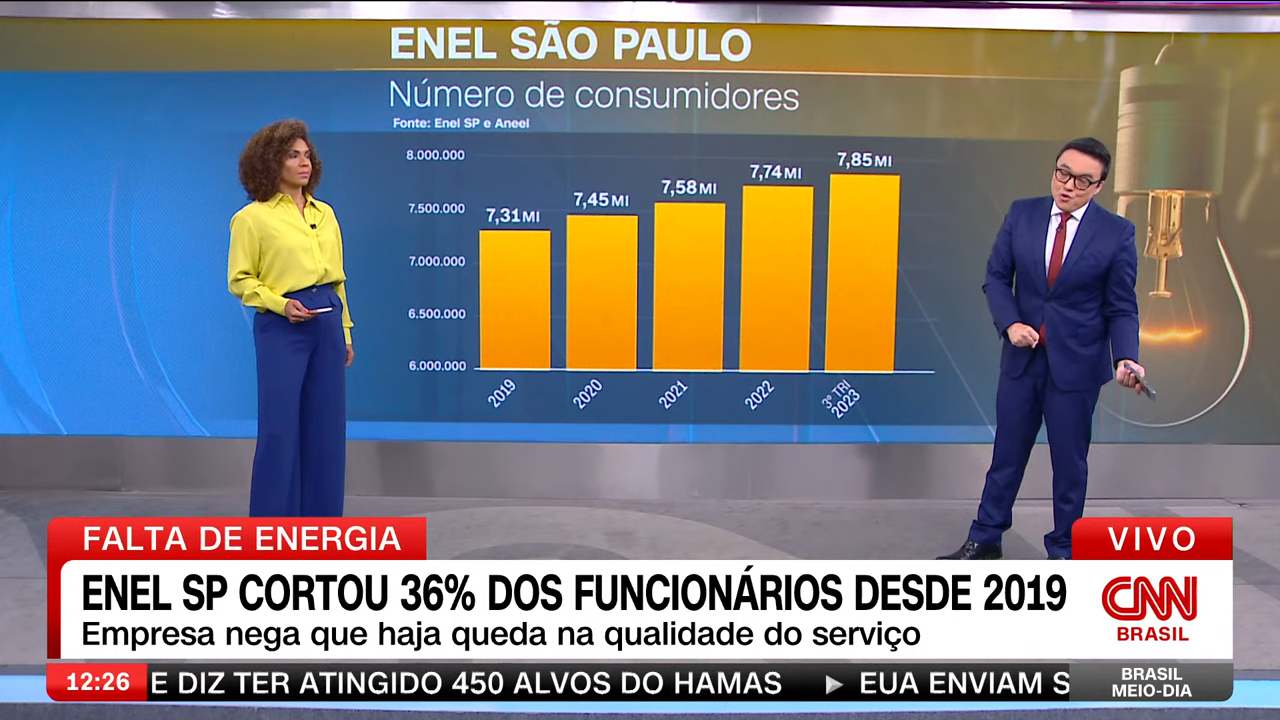 ENEL SÃO PAULO
Número de consumidores
Fonte: Enel SP e Aneel
8.000.000
7.500.000
7.000.000
6.500.000
6.000.000
7,31 MI
7,45 MI
7,58 MI
7,74 MI
7,85 MI
2019
2020
2021
2022
3º TRI
2023
FALTA DE ENERGIA
VIVO
ENEL SP CORTOU 36% DOS FUNCIONÁRIOS DESDE 2019
Empresa nega que haja queda na qualidade do serviço
CNN
BRASIL
12:26
E DIZ TER ATINGIDO 450 ALVOS DO HAMAS
EUA ENVIAM S
BRASIL
MEIO-DIA